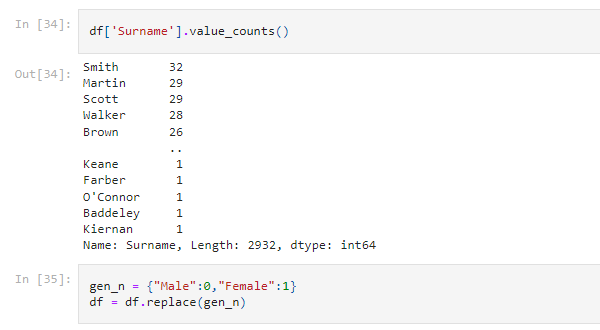 In [34]: df['Surname'].value_counts()
Out[34]: Smith 32
Martin 29
Scott 29
Walker 28
Brown 26
..
Keane 1
Farber 1
O'Connor 1
Baddeley 1
Kiernan 1
Name: Surname, Length: 2932, dtype: int64
In [35]: gen_n = {"Male":0,"Female":1}
df = df.replace(gen_n)